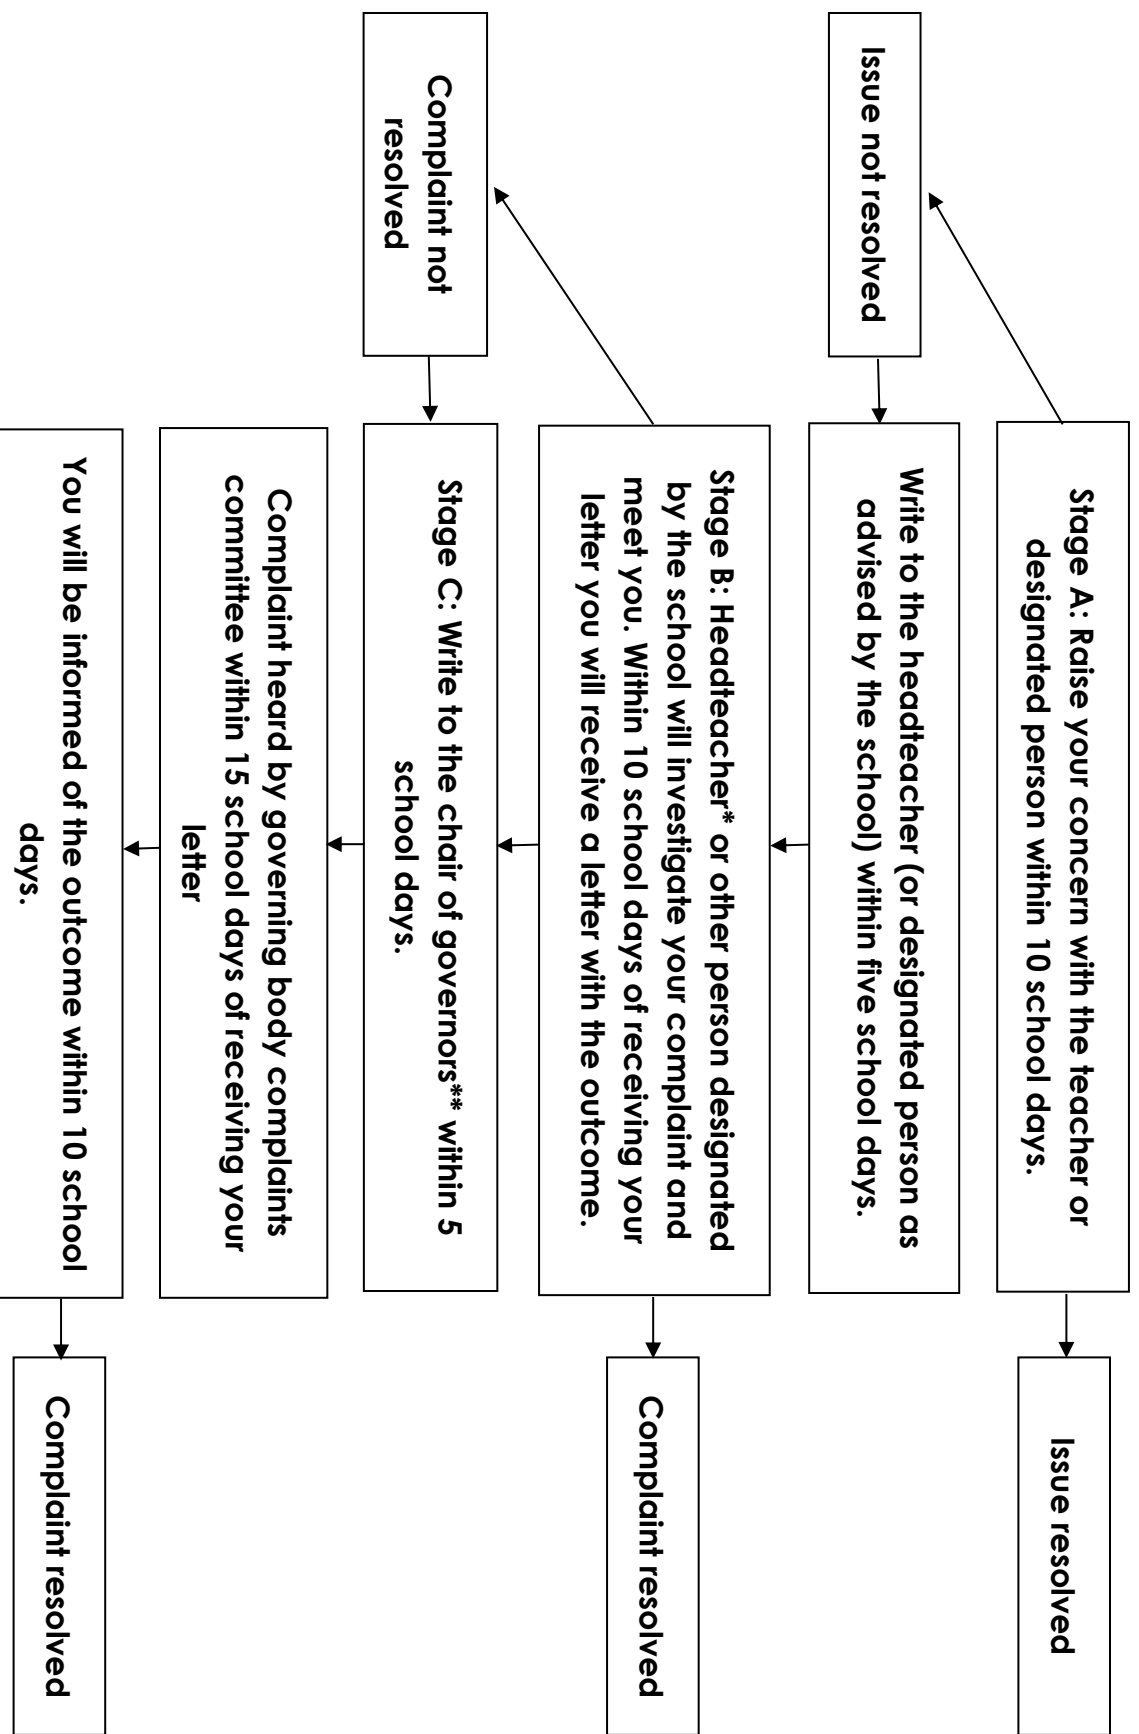 Stage A: Raise your concern with the teacher or
designated person within 10 school days.
Issue resolved
Issue not resolved
Write to the headteacher (or designated person as
advised by the school) within five school days.
Stage B: Headteacher* or other person designated
by the school will investigate your complaint and
meet you. Within 10 school days of receiving your
letter you will receive a letter with the outcome.
Complaint resolved
Complaint not
resolved
Stage C: Write to the chair of governors** within 5
school days.
Complaint heard by governing body complaints
committee within 15 school days of receiving your
letter
You will be informed of the outcome within 10 school
days.
Complaint resolved